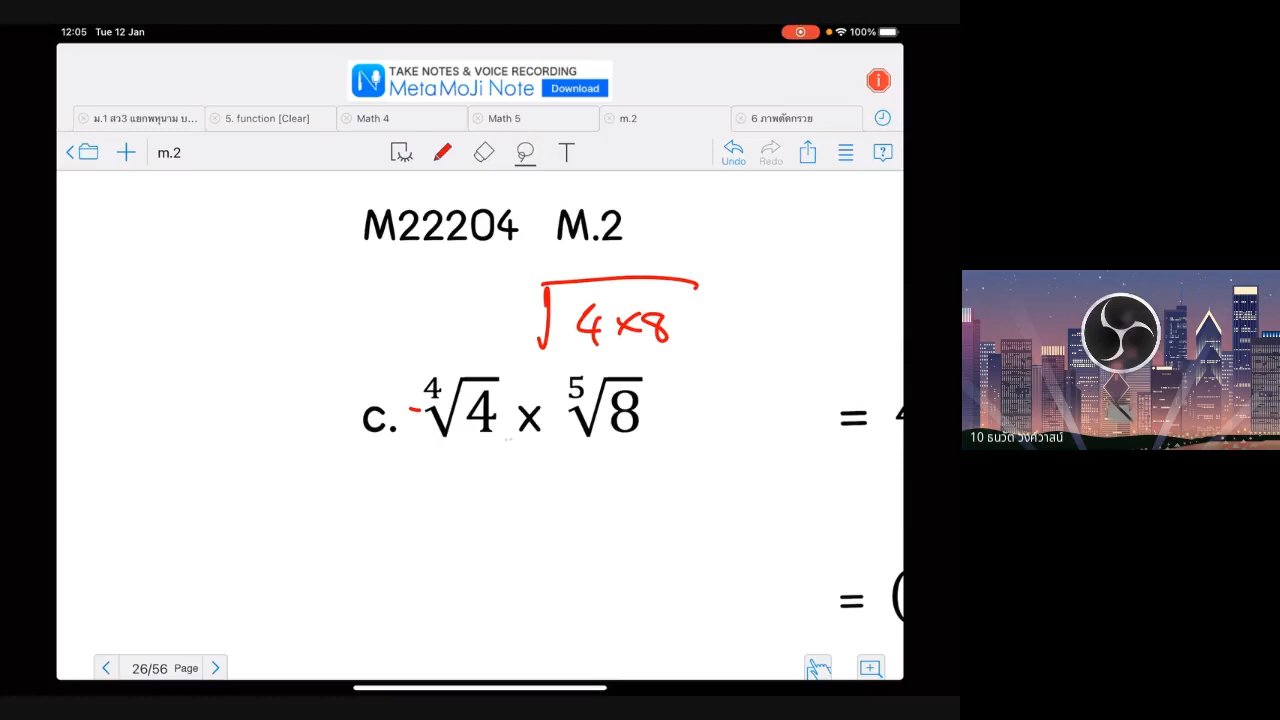 12:05 Tue 12 Jan 100%
TAKE NOTES & VOICE RECORDING
MetaMoJi Note Download
ม.1 สว3 แยกพหุนาม บ... 5. function [Clear] Math 4 Math 5 m.2 6 ภาพตัดกรวย
m.2 T Undo Redo
M22204 M.2
√4×8
c. -⁴√4 x ⁵√8 = 4
= (
10 ธนวัต วงศ์วาสน์
26/56 Page